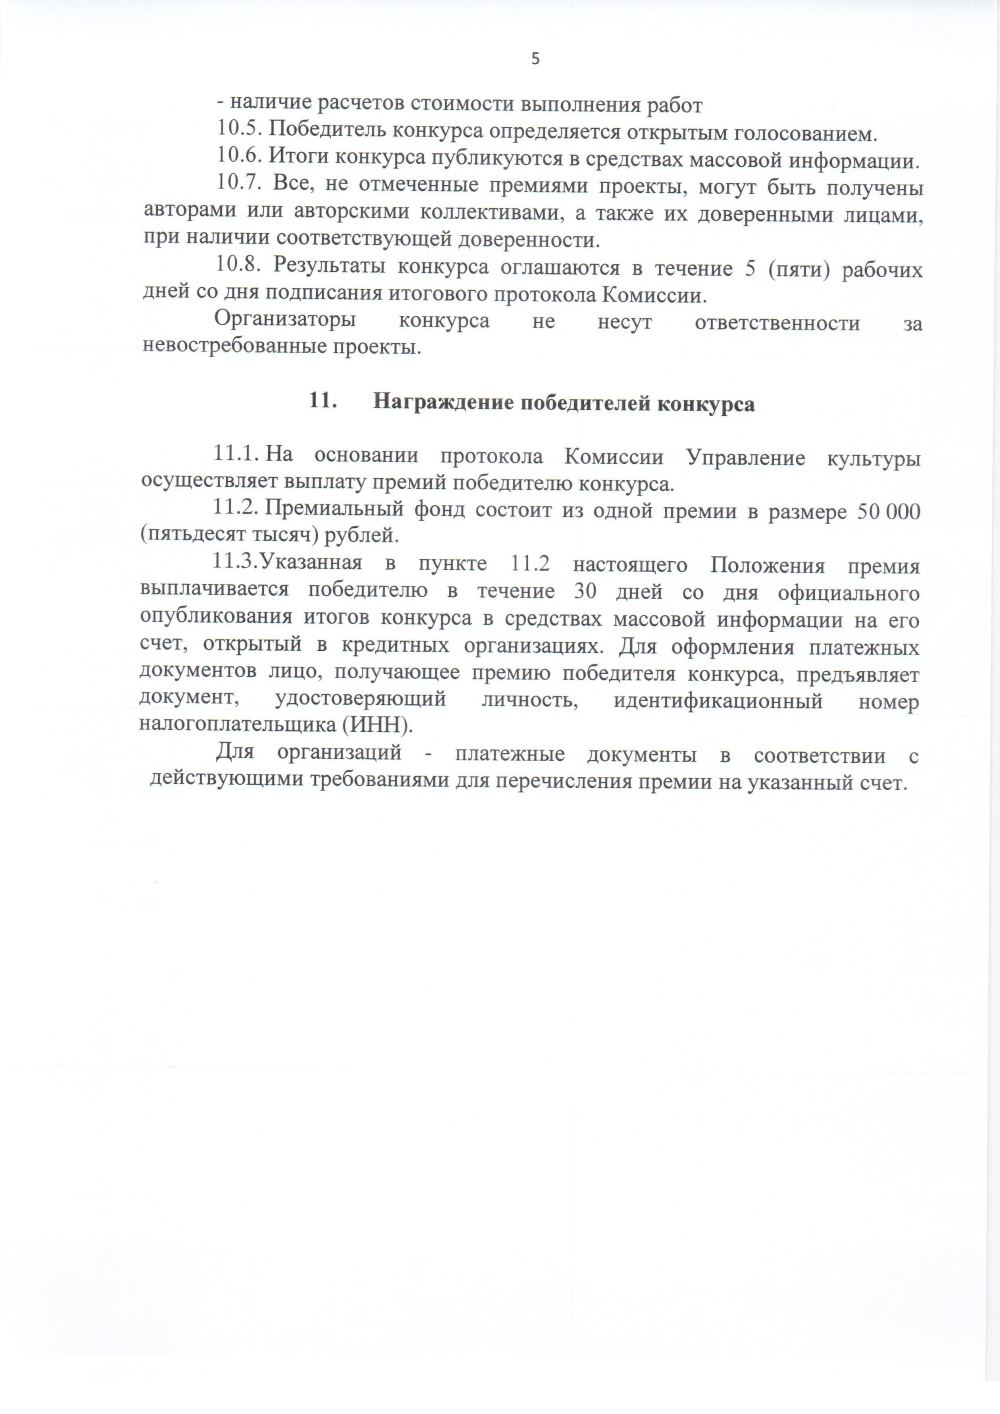 5
- наличие расчетов стоимости выполнения работ
10.5. Победитель конкурса определяется открытым голосованием.
10.6. Итоги конкурса публикуются в средствах массовой информации.
10.7. Все, не отмеченные премиями проекты, могут быть получены
авторами или авторскими коллективами, а также их доверенными лицами,
при наличии соответствующей доверенности.
10.8. Результаты конкурса оглашаются в течение 5 (пяти) рабочих
дней со дня подписания итогового протокола Комиссии.
Организаторы конкурса не несут ответственности за
невостребованные проекты.
11. Награждение победителей конкурса
11.1. На основании протокола Комиссии Управление культуры
осуществляет выплату премий победителю конкурса.
11.2. Премиальный фонд состоит из одной премии в размере 50 000
(пятьдесят тысяч) рублей.
11.3.Указанная в пункте 11.2 настоящего Положения премия
выплачивается победителю в течение 30 дней со дня официального
опубликования итогов конкурса в средствах массовой информации на его
счет, открытый в кредитных организациях. Для оформления платежных
документов лицо, получающее премию победителя конкурса, предъявляет
документ, удостоверяющий личность, идентификационный номер
налогоплательщика (ИНН).
Для организаций - платежные документы в соответствии с
действующими требованиями для перечисления премии на указанный счет.